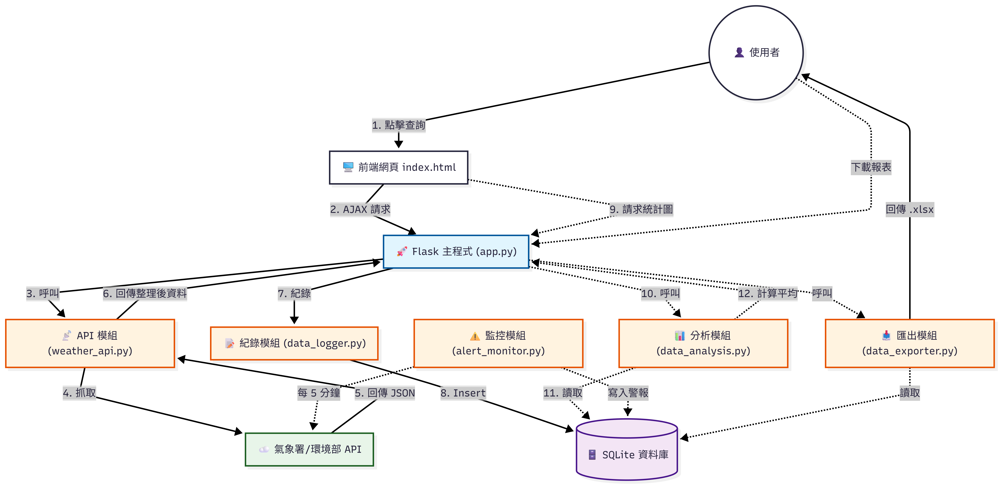 使用者
1. 點擊查詢
前端網頁 index.html
下載報表
2. AJAX 請求
9. 請求統計圖
回傳 .xlsx
Flask 主程式 (app.py)
3. 呼叫
6. 回傳整理後資料
7. 紀錄
10. 呼叫
12. 計算平均
呼叫
API 模組
(weather_api.py)
紀錄模組 (data_logger.py)
監控模組
(alert_monitor.py)
分析模組
(data_analysis.py)
匯出模組
(data_exporter.py)
4. 抓取
每 5 分鐘
5. 回傳 JSON
8. Insert
11. 讀取
寫入警報
讀取
氣象署/環境部 API
SQLite 資料庫